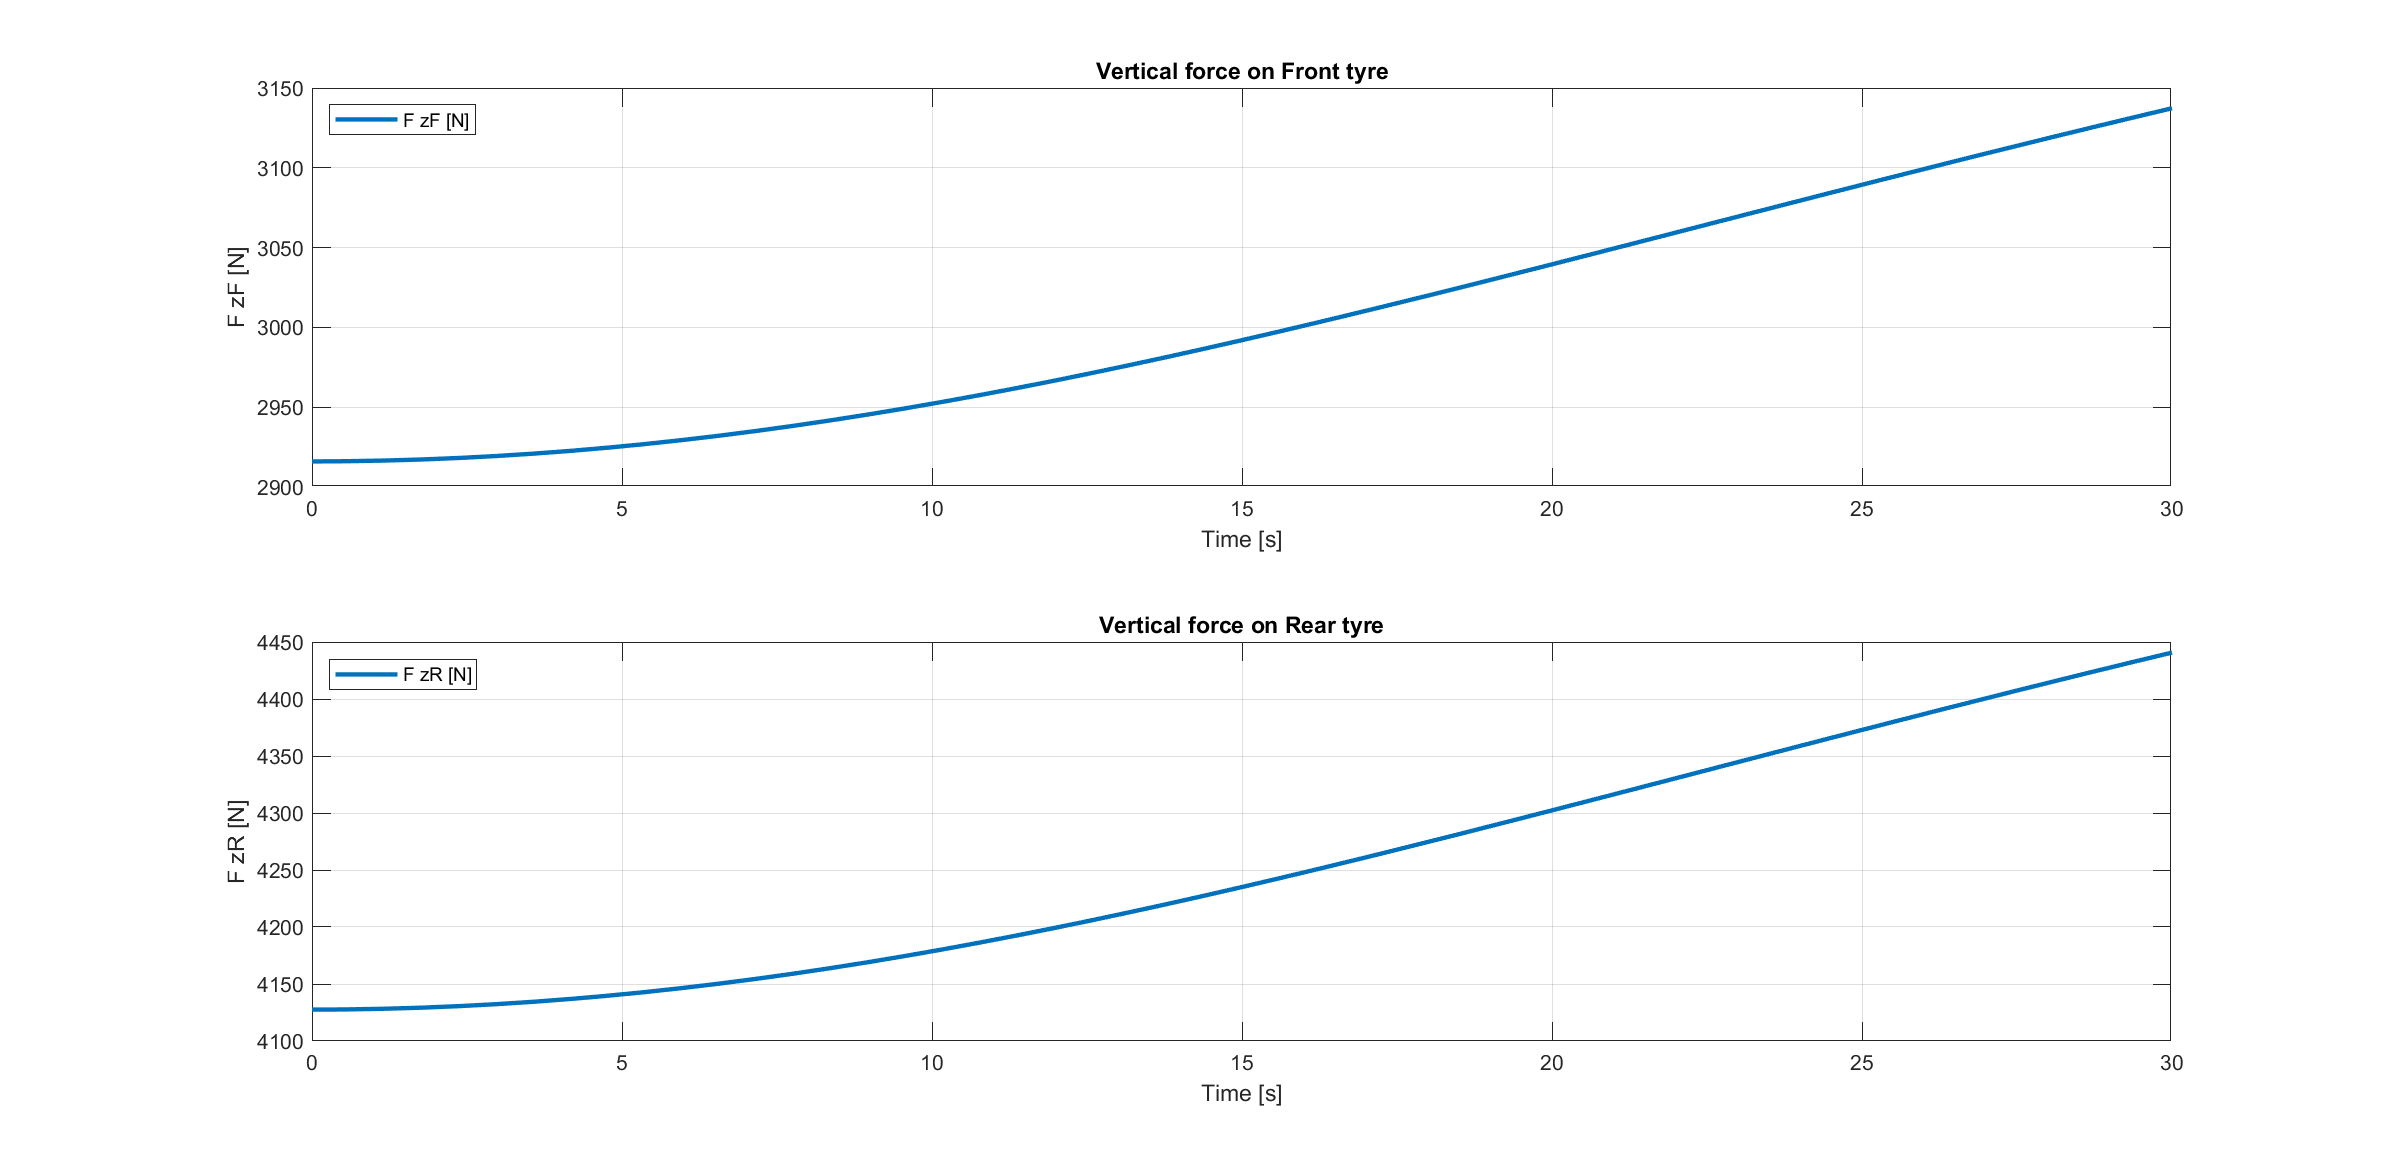 Vertical force on Front tyre
3150
3100
3050
3000
2950
2900
F zF [N]
F zF [N]
0 5 10 15 20 25 30
Time [s]
Vertical force on Rear tyre
4450
4400
4350
4300
4250
4200
4150
4100
F zR [N]
F zR [N]
0 5 10 15 20 25 30
Time [s]